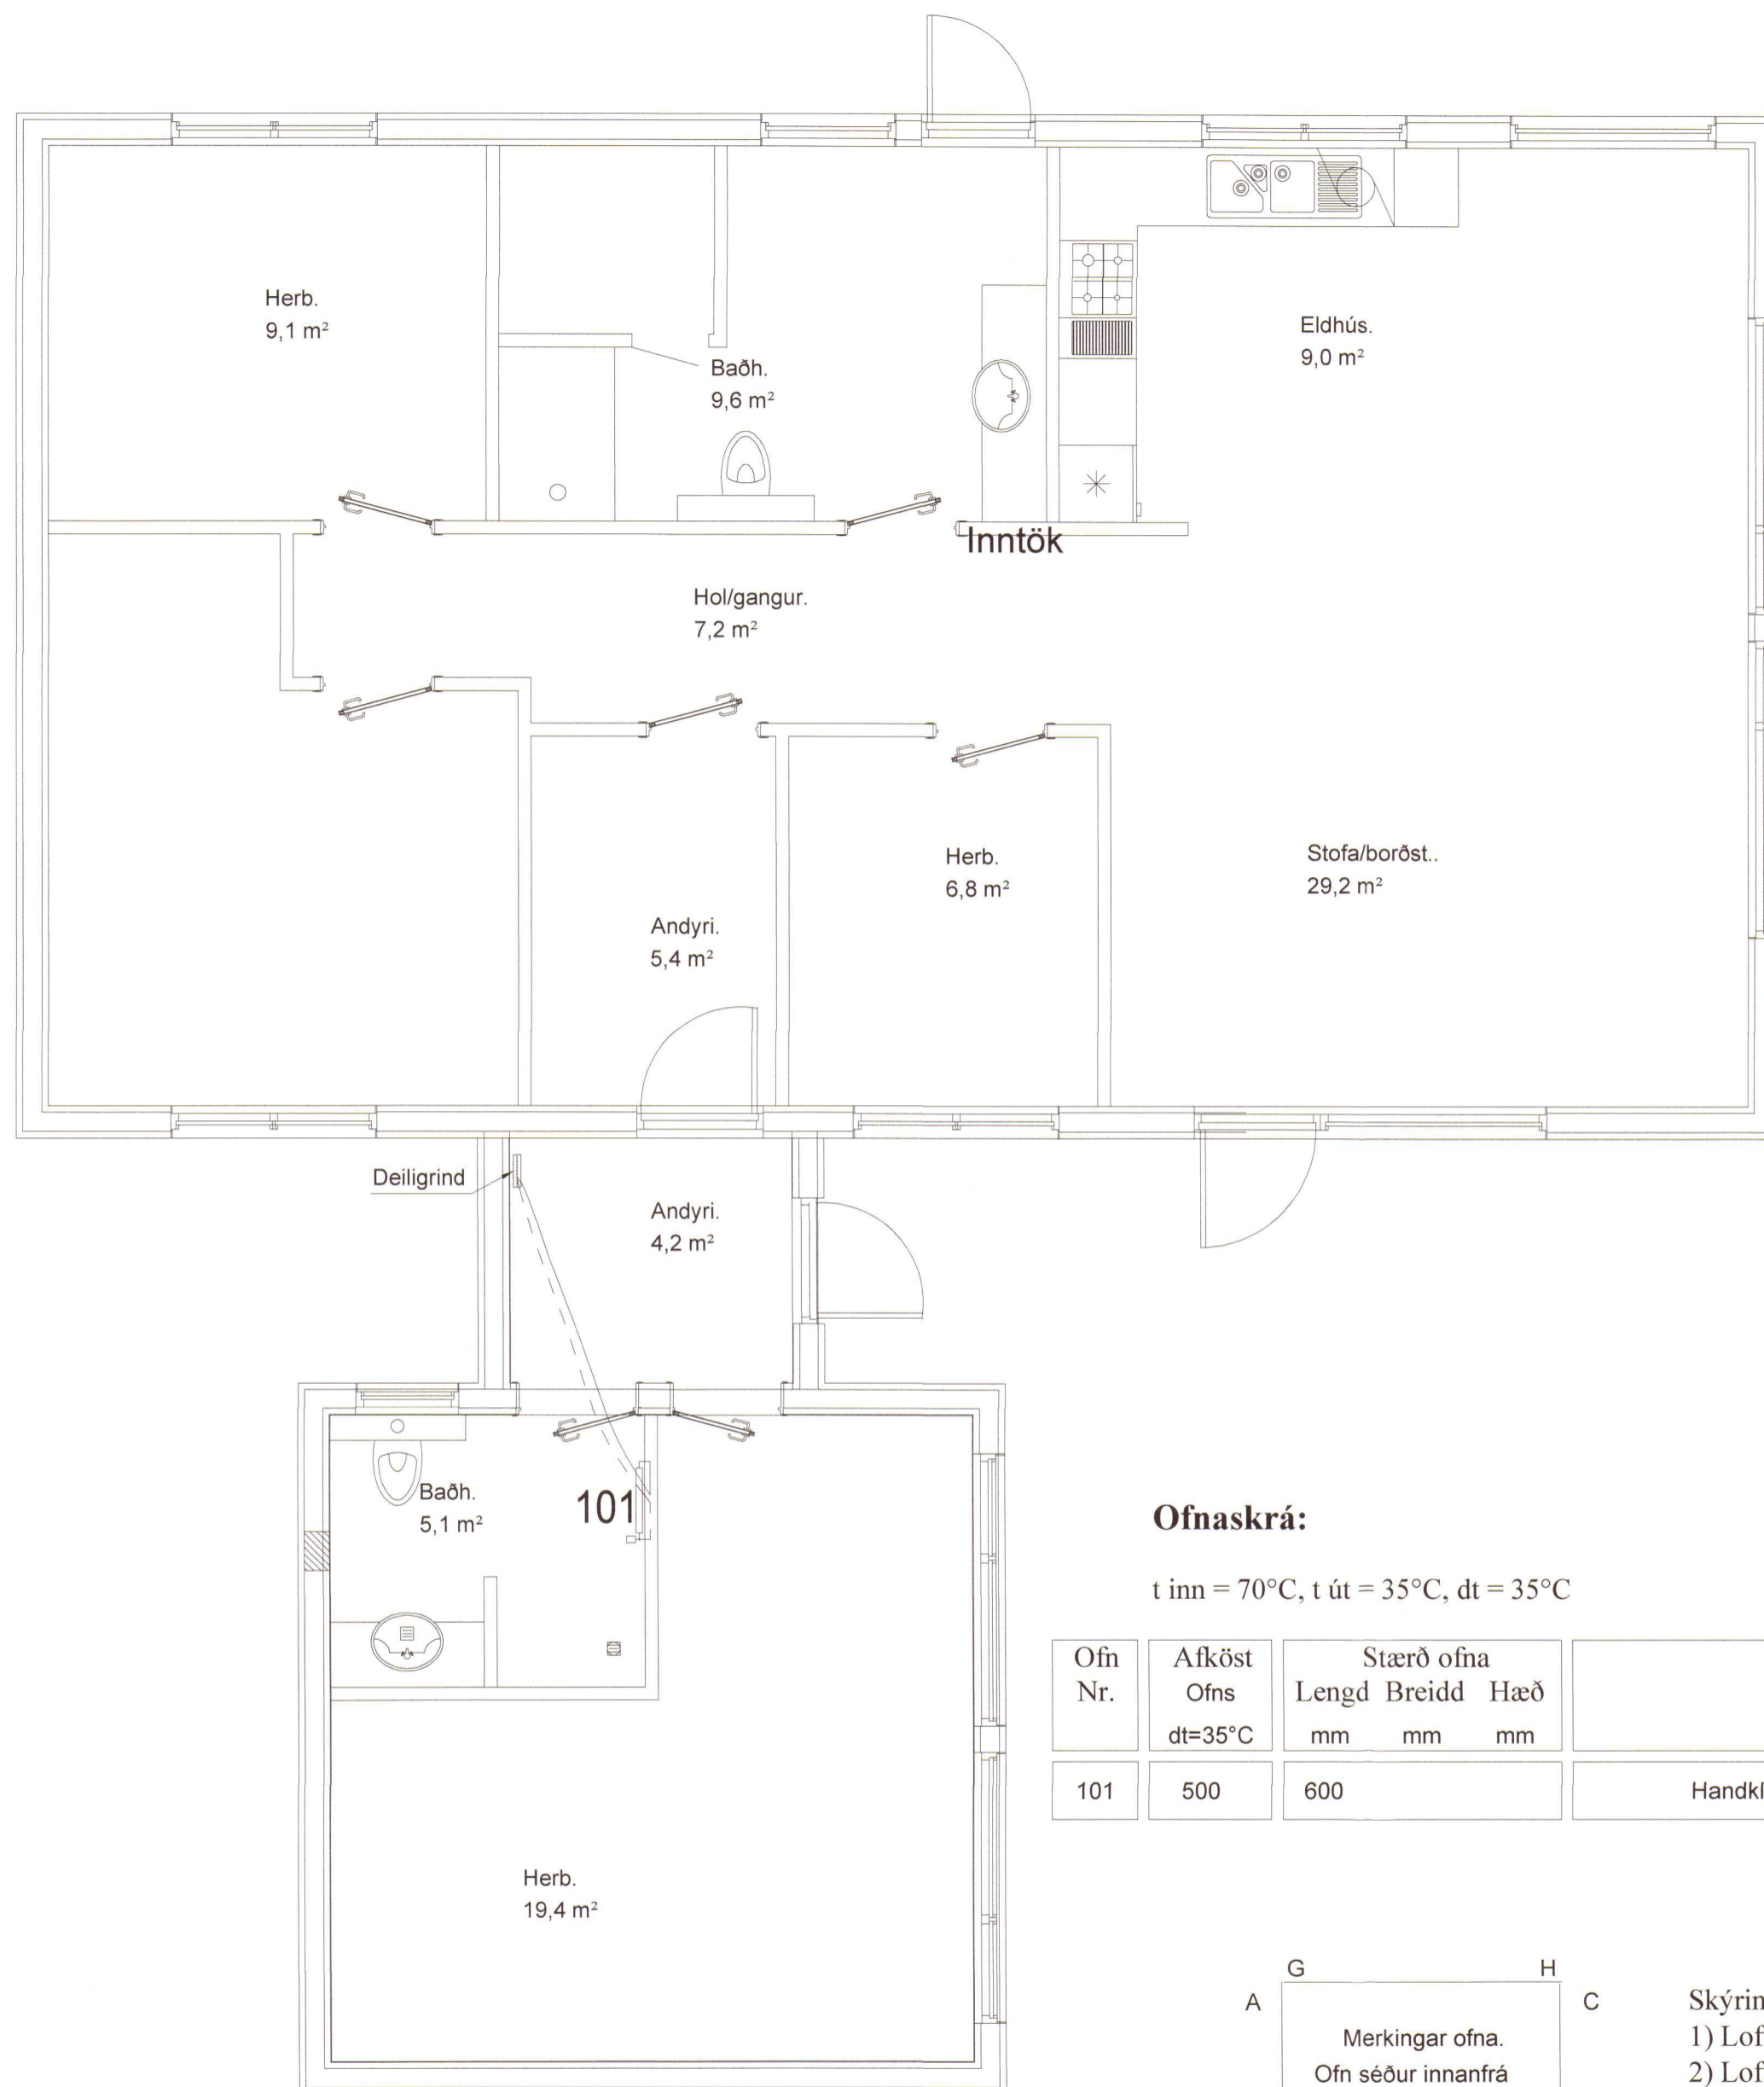 Herb.
9,1 m²
Baðh.
9,6 m²
Eldhús.
9,0 m²
Inntök
Hol/gangur.
7,2 m²
Herb.
6,8 m²
Stofa/borðst..
29,2 m²
Andyri.
5,4 m²
Deiligrind
Andyri.
4,2 m²
Baðh.
5,1 m²
101
Herb.
19,4 m²
Ofnaskrá:
t inn = 70°C, t út = 35°C, dt = 35°C
Ofn Afköst Stærð ofna
Nr. Ofns Lengd Breidd Hæð
dt=35°C mm mm mm
101 500 600 Handkl
G H
A C
Merkingar ofna.
Ofn séður innanfrá
Skýrin
1) Lof
2) Lof